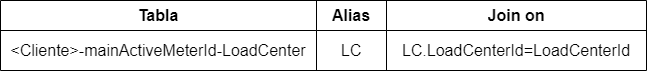 Tabla Alias Join on
<Cliente>-mainActiveMeterId-LoadCenter LC LC.LoadCenterId=LoadCenterId